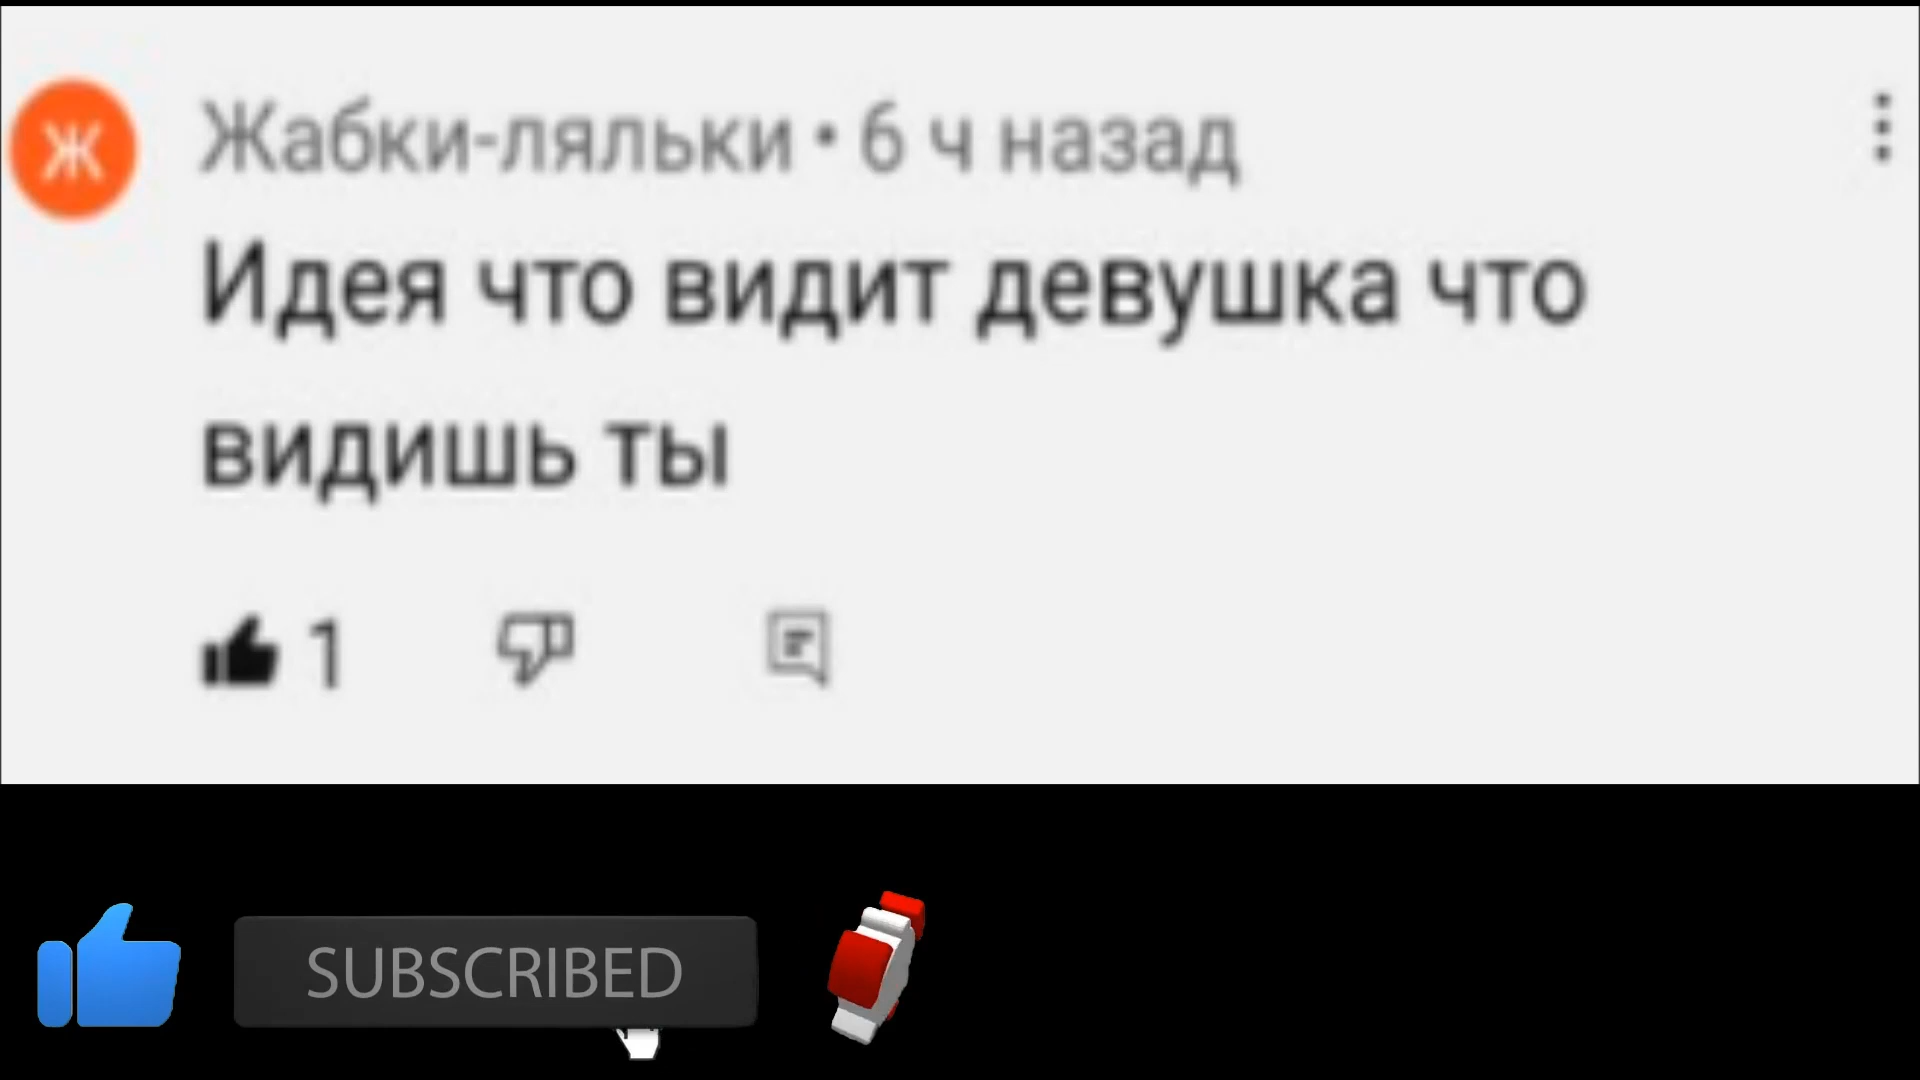 Ж
Жабки-ляльки • 6 ч назад
Идея что видит девушка что
видишь ты
1
SUBSCRIBED